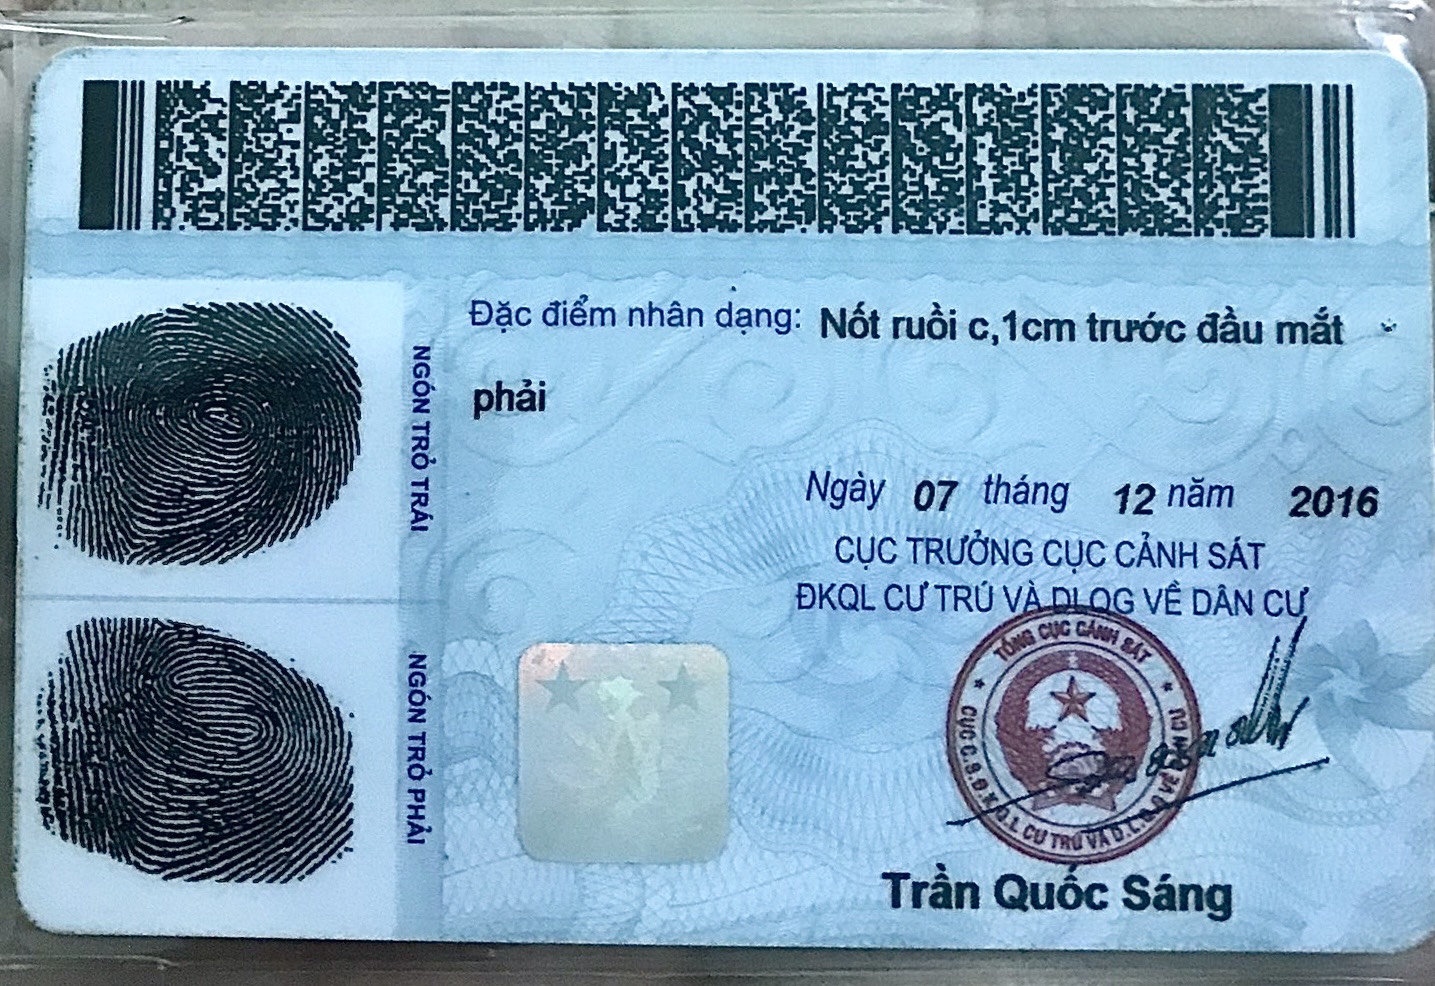 Đặc điểm nhân dạng: Nốt ruồi c,1cm trước đầu mắt
phải
NGÓN TRỎ TRÁI
NGÓN TRỎ PHẢI
Ngày 07 tháng 12 năm 2016
CỤC TRƯỞNG CỤC CẢNH SÁT
ĐKQL CƯ TRÚ VÀ DLQG VỀ DÂN CƯ
TỔNG CỤC CẢNH SÁT
CỤC C.S.Đ.K.Q.L CƯ TRÚ VÀ D.L.Q.G VỀ DÂN CƯ
Trần Quốc Sáng